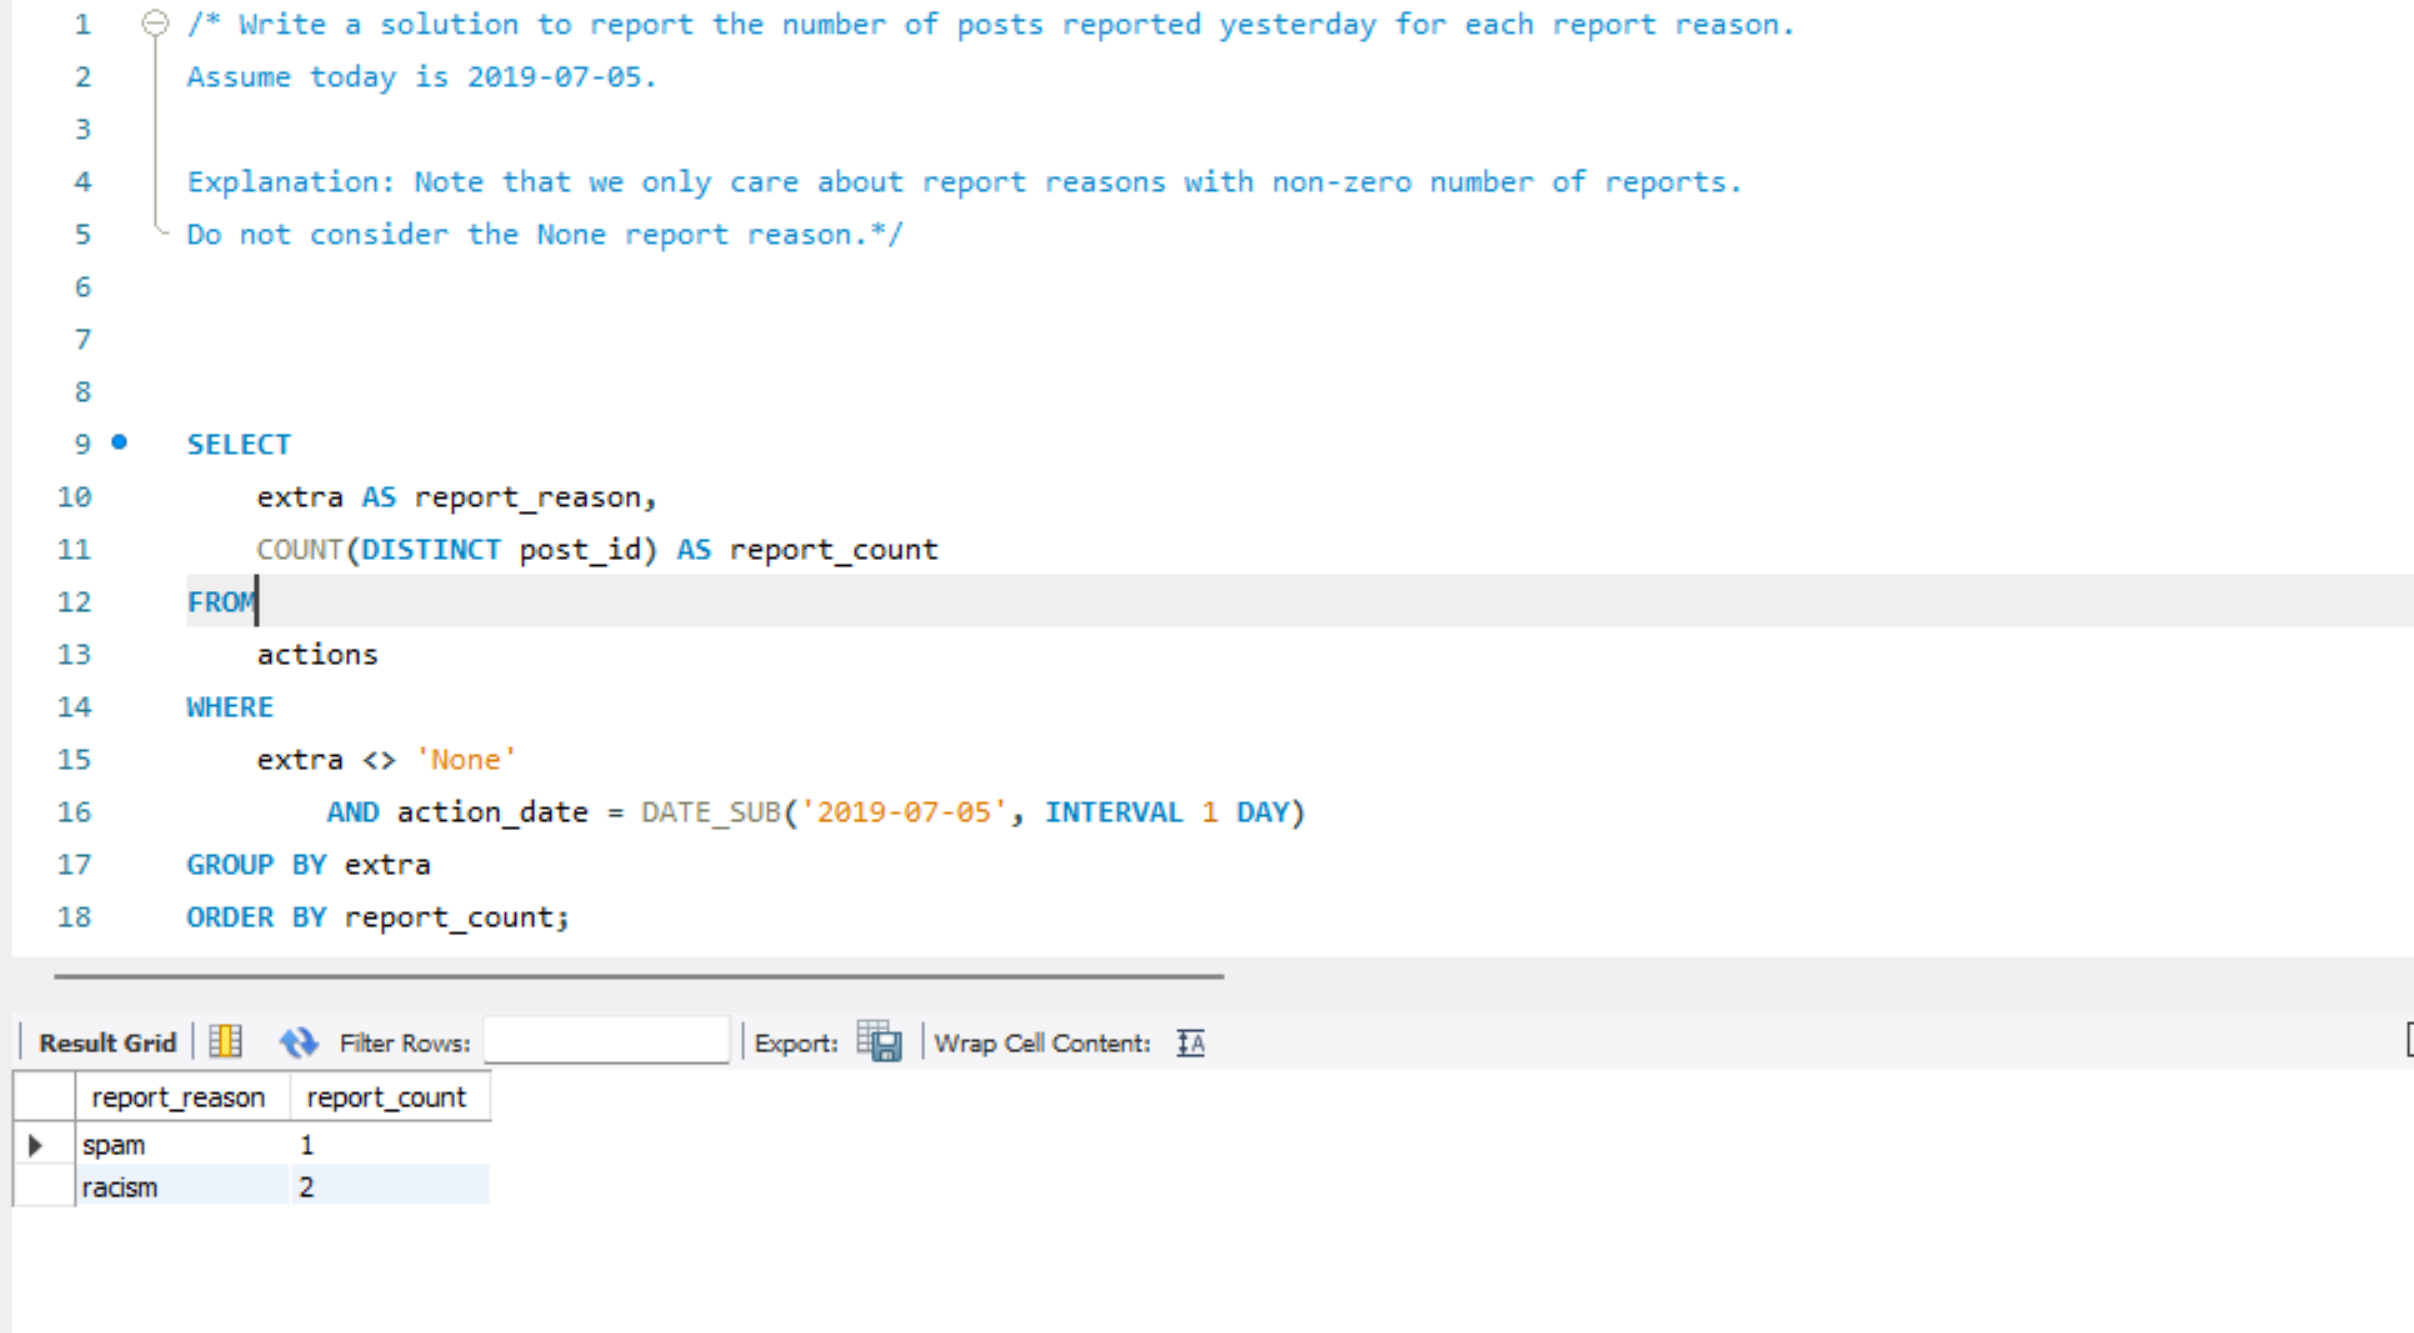 1 /* Write a solution to report the number of posts reported yesterday for each report reason.
2 Assume today is 2019-07-05.
3
4 Explanation: Note that we only care about report reasons with non-zero number of reports.
5 Do not consider the None report reason.*/
6
7
8
9 SELECT
10 extra AS report_reason,
11 COUNT(DISTINCT post_id) AS report_count
12 FROM
13 actions
14 WHERE
15 extra <> 'None'
16 AND action_date = DATE_SUB('2019-07-05', INTERVAL 1 DAY)
17 GROUP BY extra
18 ORDER BY report_count;
Result Grid Filter Rows: Export: Wrap Cell Content: IA
report_reason report_count
spam 1
racism 2